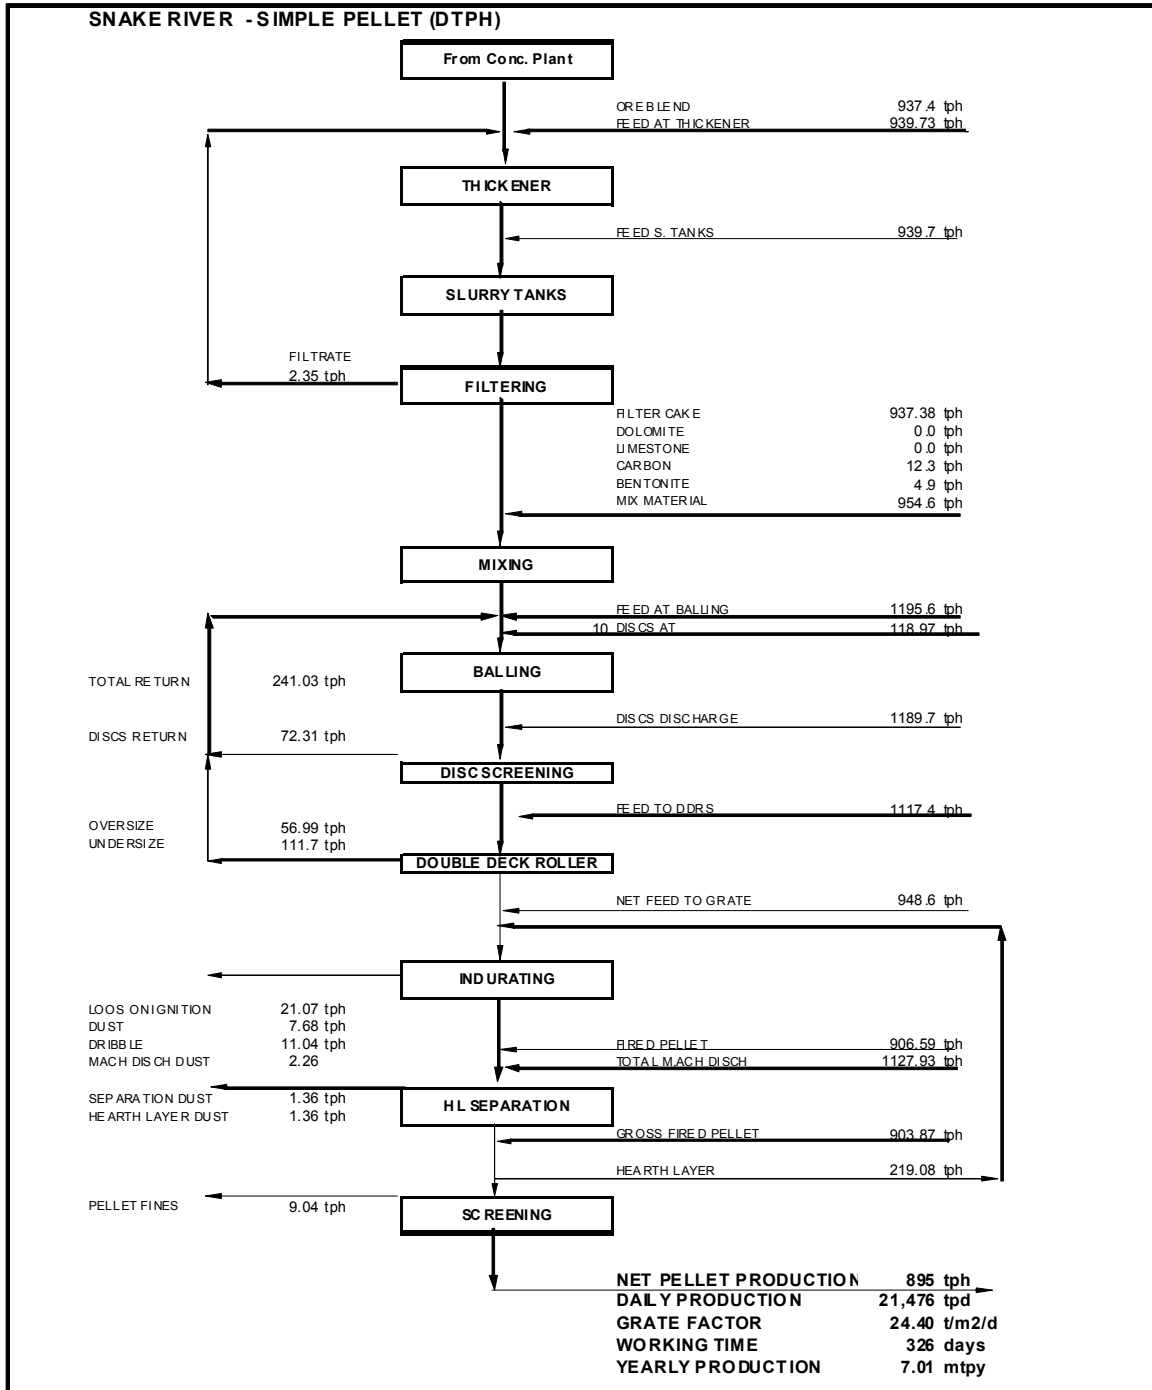 SNAKE RIVER - SIMPLE PELLET (DTPH)
From Conc. Plant
ORE BLEND 937.4 tph
FEED AT THICKENER 939.73 tph
THICKENER
FEED S. TANKS 939.7 tph
SLURRY TANKS
FILTRATE
2.35 tph
FILTERING
FILTER CAKE 937.38 tph
DOLOMITE 0.0 tph
LIMESTONE 0.0 tph
CARBON 12.3 tph
BENTONITE 4.9 tph
MIX MATERIAL 954.6 tph
MIXING
FEED AT BALLING 1195.6 tph
10 DISCS AT 118.97 tph
BALLING
TOTAL RETURN 241.03 tph
DISCS DISCHARGE 1189.7 tph
DISCS RETURN 72.31 tph
DISC SCREENING
FEED TO DDRS 1117.4 tph
OVERSIZE 56.99 tph
UNDERSIZE 111.7 tph
DOUBLE DECK ROLLER
NET FEED TO GRATE 948.6 tph
INDURATING
LOOS ON IGNITION 21.07 tph
DUST 7.68 tph
DRIBBLE 11.04 tph
MACH DISCH DUST 2.26
FIRED PELLET 906.59 tph
TOTAL M,ACH DISCH 1127.93 tph
SEPARATION DUST 1.36 tph
HEARTH LAYER DUST 1.36 tph
HL SEPARATION
GROSS FIRED PELLET 903.87 tph
HEARTH LAYER 219.08 tph
PELLET FINES 9.04 tph
SCREENING
NET PELLET PRODUCTION 895 tph
DAILY PRODUCTION 21,476 tpd
GRATE FACTOR 24.40 t/m2/d
WORKING TIME 326 days
YEARLY PRODUCTION 7.01 mtpy